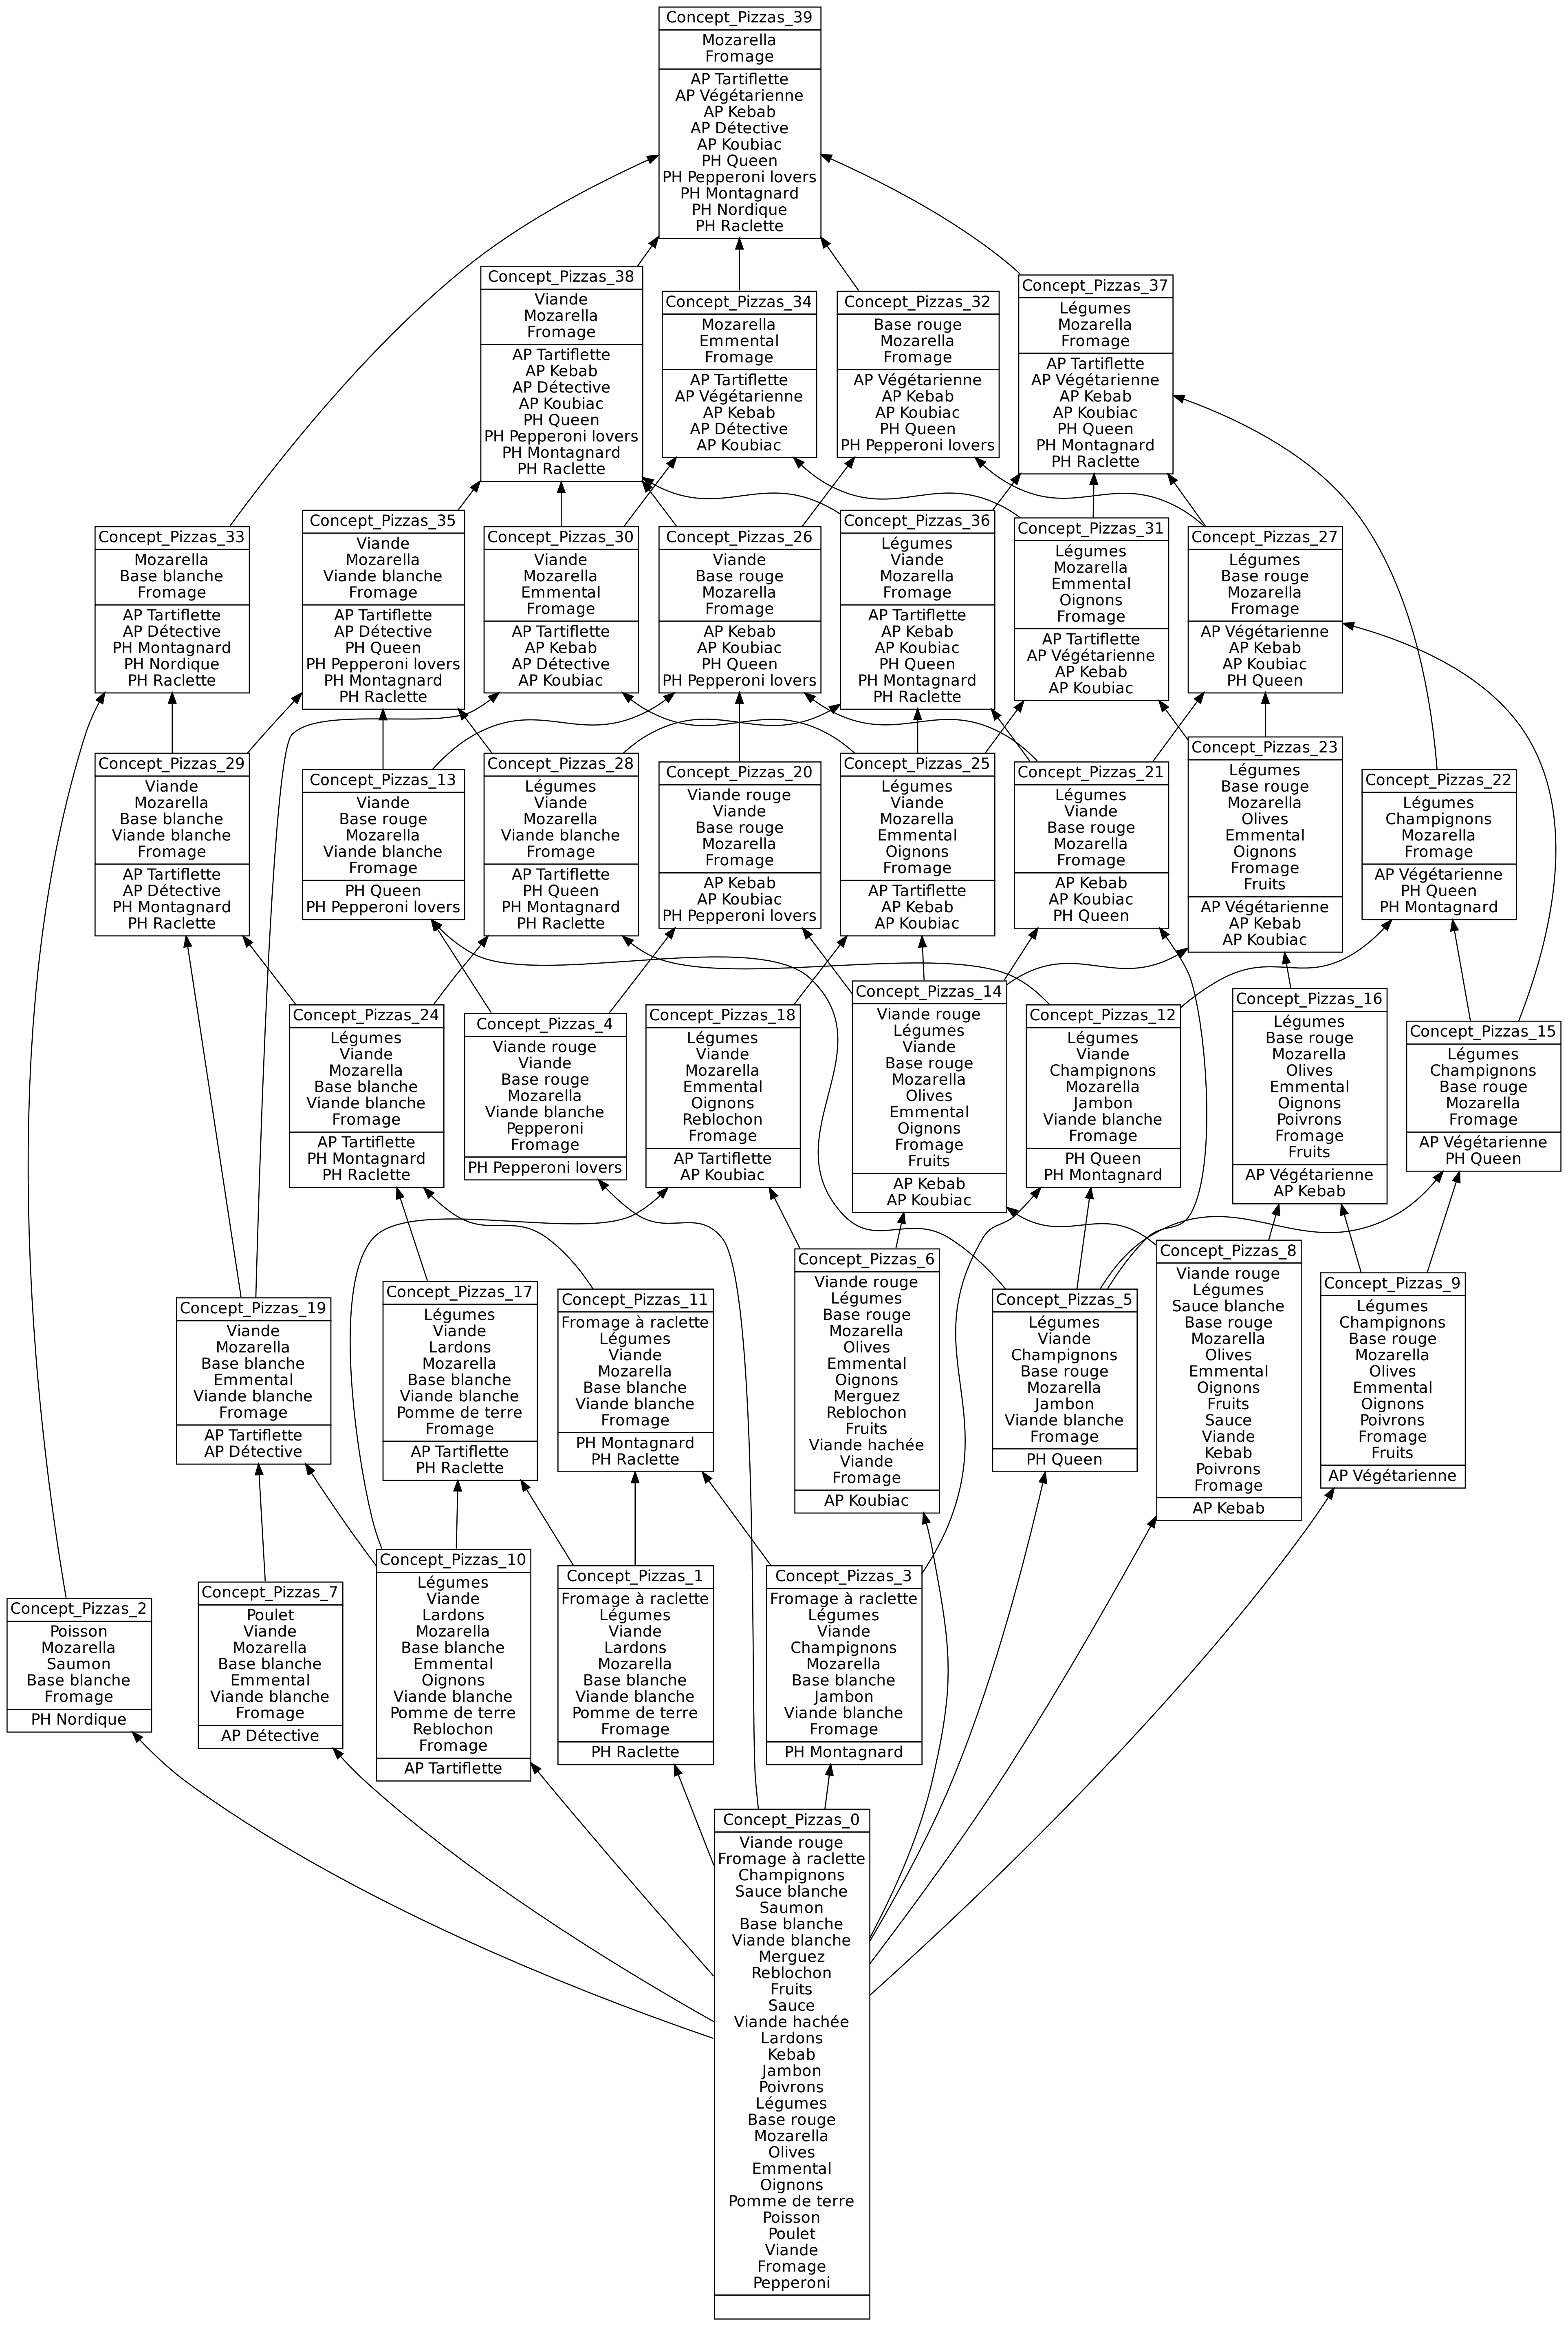 Concept_Pizzas_39
Mozarella
Fromage
AP Tartiflette
AP Végétarienne
AP Kebab
AP Détective
AP Koubiac
PH Queen
PH Pepperoni lovers
PH Montagnard
PH Nordique
PH Raclette
Concept_Pizzas_38
Viande
Mozarella
Fromage
AP Tartiflette
AP Kebab
AP Détective
AP Koubiac
PH Queen
PH Pepperoni lovers
PH Montagnard
PH Raclette
Concept_Pizzas_34
Mozarella
Emmental
Fromage
AP Tartiflette
AP Végétarienne
AP Kebab
AP Détective
AP Koubiac
Concept_Pizzas_32
Base rouge
Mozarella
Fromage
AP Végétarienne
AP Kebab
AP Koubiac
PH Queen
PH Pepperoni lovers
Concept_Pizzas_37
Légumes
Mozarella
Fromage
AP Tartiflette
AP Végétarienne
AP Kebab
AP Koubiac
PH Queen
PH Montagnard
PH Raclette
Concept_Pizzas_33
Mozarella
Base blanche
Fromage
AP Tartiflette
AP Détective
PH Montagnard
PH Nordique
PH Raclette
Concept_Pizzas_35
Viande
Mozarella
Viande blanche
Fromage
AP Tartiflette
AP Détective
PH Queen
PH Pepperoni lovers
PH Montagnard
PH Raclette
Concept_Pizzas_30
Viande
Mozarella
Emmental
Fromage
AP Tartiflette
AP Kebab
AP Détective
AP Koubiac
Concept_Pizzas_26
Viande
Base rouge
Mozarella
Fromage
AP Kebab
AP Koubiac
PH Queen
PH Pepperoni lovers
Concept_Pizzas_36
Légumes
Viande
Mozarella
Fromage
AP Tartiflette
AP Kebab
AP Koubiac
PH Queen
PH Montagnard
PH Raclette
Concept_Pizzas_31
Légumes
Mozarella
Emmental
Oignons
Fromage
AP Tartiflette
AP Végétarienne
AP Kebab
AP Koubiac
Concept_Pizzas_27
Légumes
Base rouge
Mozarella
Fromage
AP Végétarienne
AP Kebab
AP Koubiac
PH Queen
Concept_Pizzas_29
Viande
Mozarella
Base blanche
Viande blanche
Fromage
AP Tartiflette
AP Détective
PH Montagnard
PH Raclette
Concept_Pizzas_13
Viande
Base rouge
Mozarella
Viande blanche
Fromage
PH Queen
PH Pepperoni lovers
Concept_Pizzas_28
Légumes
Viande
Mozarella
Viande blanche
Fromage
AP Tartiflette
PH Queen
PH Montagnard
PH Raclette
Concept_Pizzas_20
Viande rouge
Viande
Base rouge
Mozarella
Fromage
AP Kebab
AP Koubiac
PH Pepperoni lovers
Concept_Pizzas_25
Légumes
Viande
Mozarella
Emmental
Oignons
Fromage
AP Tartiflette
AP Kebab
AP Koubiac
Concept_Pizzas_21
Légumes
Viande
Base rouge
Mozarella
Fromage
AP Kebab
AP Koubiac
PH Queen
Concept_Pizzas_23
Légumes
Base rouge
Mozarella
Olives
Emmental
Oignons
Fromage
Fruits
AP Végétarienne
AP Kebab
AP Koubiac
Concept_Pizzas_22
Légumes
Champignons
Mozarella
Fromage
AP Végétarienne
PH Queen
PH Montagnard
Concept_Pizzas_24
Légumes
Viande
Mozarella
Base blanche
Viande blanche
Fromage
AP Tartiflette
PH Montagnard
PH Raclette
Concept_Pizzas_4
Viande rouge
Viande
Base rouge
Mozarella
Viande blanche
Pepperoni
Fromage
PH Pepperoni lovers
Concept_Pizzas_18
Légumes
Viande
Mozarella
Emmental
Oignons
Reblochon
Fromage
AP Tartiflette
AP Koubiac
Concept_Pizzas_14
Viande rouge
Légumes
Viande
Base rouge
Mozarella
Olives
Emmental
Oignons
Fromage
Fruits
AP Kebab
AP Koubiac
Concept_Pizzas_12
Légumes
Viande
Champignons
Mozarella
Jambon
Viande blanche
Fromage
PH Queen
PH Montagnard
Concept_Pizzas_16
Légumes
Base rouge
Mozarella
Olives
Emmental
Oignons
Poivrons
Fromage
Fruits
AP Végétarienne
AP Kebab
Concept_Pizzas_15
Légumes
Champignons
Base rouge
Mozarella
Fromage
AP Végétarienne
PH Queen
Concept_Pizzas_19
Viande
Mozarella
Base blanche
Emmental
Viande blanche
Fromage
AP Tartiflette
AP Détective
Concept_Pizzas_17
Légumes
Viande
Lardons
Mozarella
Base blanche
Viande blanche
Pomme de terre
Fromage
AP Tartiflette
PH Raclette
Concept_Pizzas_11
Fromage à raclette
Légumes
Viande
Mozarella
Base blanche
Viande blanche
Fromage
PH Montagnard
PH Raclette
Concept_Pizzas_6
Viande rouge
Légumes
Base rouge
Mozarella
Olives
Emmental
Oignons
Merguez
Reblochon
Fruits
Viande hachée
Viande
Fromage
AP Koubiac
Concept_Pizzas_5
Légumes
Viande
Champignons
Base rouge
Mozarella
Jambon
Viande blanche
Fromage
PH Queen
Concept_Pizzas_8
Viande rouge
Légumes
Sauce blanche
Base rouge
Mozarella
Olives
Emmental
Oignons
Fruits
Sauce
Viande
Kebab
Poivrons
Fromage
AP Kebab
Concept_Pizzas_9
Légumes
Champignons
Base rouge
Mozarella
Olives
Emmental
Oignons
Poivrons
Fromage
Fruits
AP Végétarienne
Concept_Pizzas_2
Poisson
Mozarella
Saumon
Base blanche
Fromage
PH Nordique
Concept_Pizzas_7
Poulet
Viande
Mozarella
Base blanche
Emmental
Viande blanche
Fromage
AP Détective
Concept_Pizzas_10
Légumes
Viande
Lardons
Mozarella
Base blanche
Emmental
Oignons
Viande blanche
Pomme de terre
Reblochon
Fromage
AP Tartiflette
Concept_Pizzas_1
Fromage à raclette
Légumes
Viande
Lardons
Mozarella
Base blanche
Viande blanche
Pomme de terre
Fromage
PH Raclette
Concept_Pizzas_3
Fromage à raclette
Légumes
Viande
Champignons
Mozarella
Base blanche
Jambon
Viande blanche
Fromage
PH Montagnard
Concept_Pizzas_0
Viande rouge
Fromage à raclette
Champignons
Sauce blanche
Saumon
Base blanche
Viande blanche
Merguez
Reblochon
Fruits
Sauce
Viande hachée
Lardons
Kebab
Jambon
Poivrons
Légumes
Base rouge
Mozarella
Olives
Emmental
Oignons
Pomme de terre
Poisson
Poulet
Viande
Fromage
Pepperoni